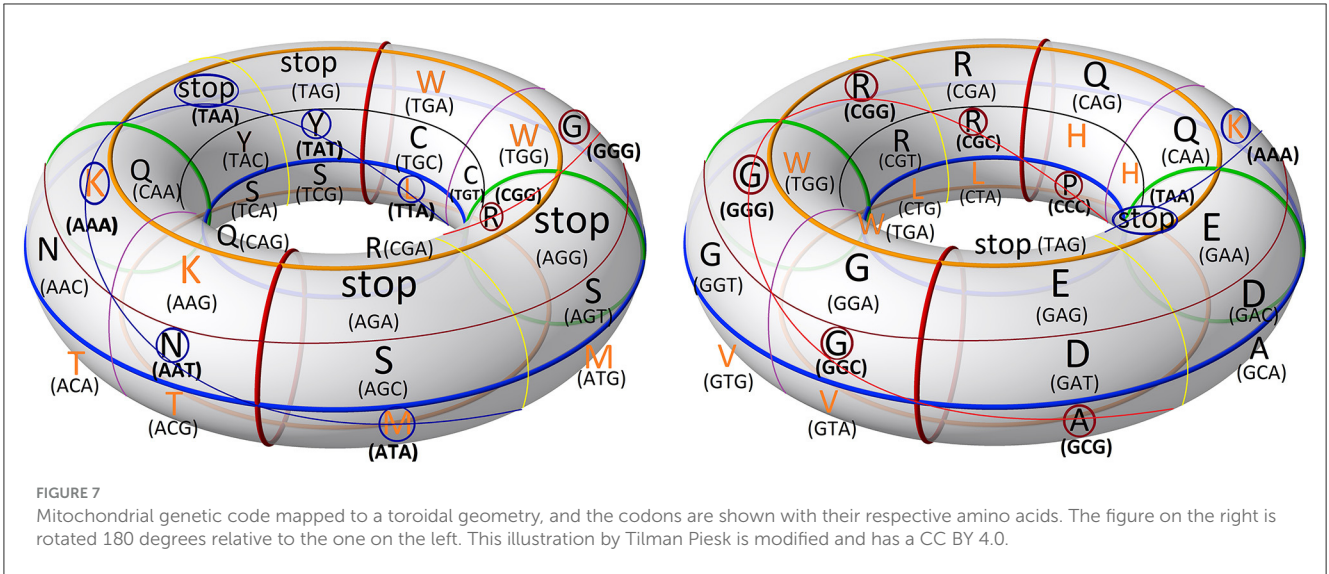 stop
(TAG)
W
(TGA)
stop
(TAA)
Y
(TAT)
Y
(TAC)
C
(TGC)
W
(TGG)
G
(GGG)
K
(AAA)
Q
(CAA)
S
(TCA)
S
(TCG)
L
(TTA)
C
(TGT)
(CGG)
R
Q (CAG)
R (CGA)
stop
(AGG)
N
(AAC)
K
(AAG)
stop
(AGA)
S
(AGT)
T
(ACA)
N
(AAT)
S
(AGC)
M
(ATG)
T
(ACG)
M
(ATA)
R
(CGA)
Q
(CAG)
R
(CGG)
R
(CGC)
H
Q
(CAA)
K
(AAA)
R
(CGT)
W
(TGG)
G
(GGG)
L
(CTG)
L
(CTA)
P
(CCC)
H
(TAA)
stop
W
(TGA)
stop (TAG)
E
(GAA)
G
(GGT)
G
(GGA)
E
(GAG)
D
(GAC)
V
(GTG)
G
(GGC)
D
(GAT)
A
(GCA)
V
(GTA)
A
(GCG)
FIGURE 7
Mitochondrial genetic code mapped to a toroidal geometry, and the codons are shown with their respective amino acids. The figure on the right is
rotated 180 degrees relative to the one on the left. This illustration by Tilman Piesk is modified and has a CC BY 4.0.